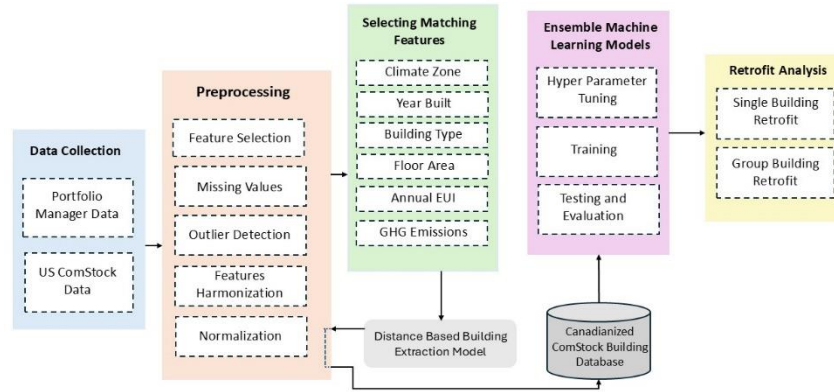 Data Collection
Portfolio
Manager Data
US ComStock
Data
Preprocessing
Feature Selection
Missing Values
Outlier Detection
Features
Harmonization
Normalization
Selecting Matching
Features
Climate Zone
Year Built
Building Type
Floor Area
Annual EUI
GHG Emissions
Distance Based Building
Extraction Model
Ensemble Machine
Learning Models
Hyper Parameter
Tuning
Training
Testing and
Evaluation
Canadianized
ComStock Building
Database
Retrofit Analysis
Single Building
Retrofit
Group Building
Retrofit